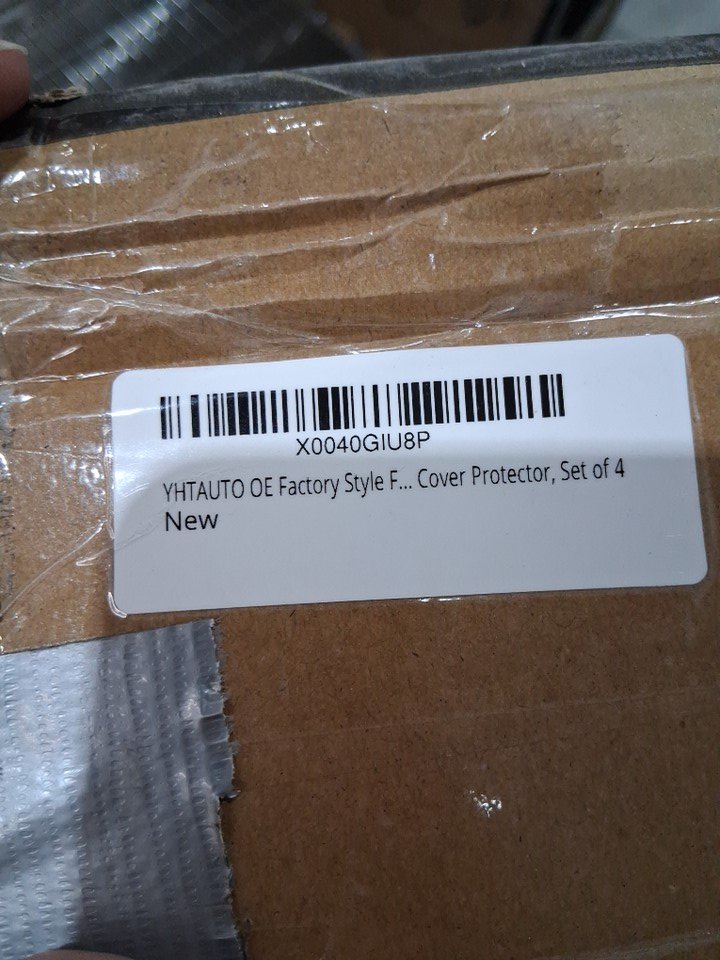 X0040GIU8P
YHTAUTO OE Factory Style F... Cover Protector, Set of 4
New